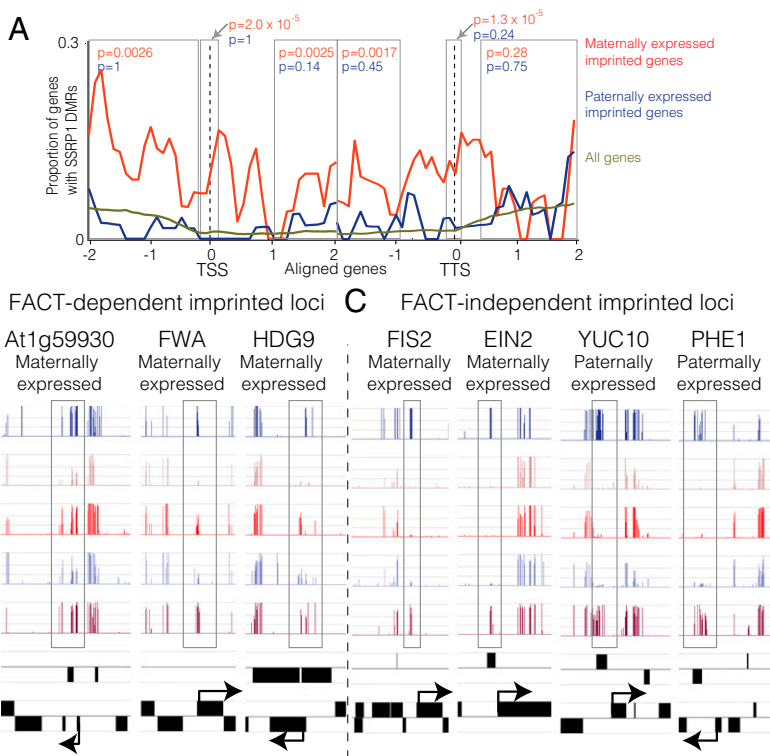 A
p=2.0 x 10⁻⁵
p=1
p=1.3 x 10⁻⁵
p=0.24
0.3
p=0.0026
p=1
p=0.0025
p=0.14
p=0.0017
p=0.45
p=0.28
p=0.75
Maternally expressed
imprinted genes
Paternally expressed
imprinted genes
All genes
Proportion of genes
with SSRP1 DMRs
0
-2 -1 0 1 2 -1 0 1 2
TSS Aligned genes TTS
FACT-dependent imprinted loci
C FACT-independent imprinted loci
At1g59930 FWA HDG9 FIS2 EIN2 YUC10 PHE1
Maternally Maternally Maternally Maternally Maternally Paternally Patermally
expressed expressed expressed expressed expressed expressed expressed